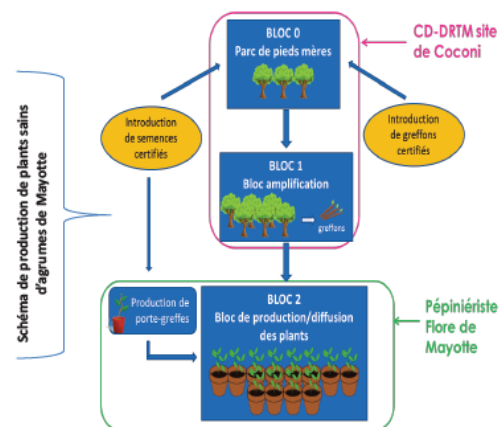 Schéma de production de plants sains
d'agrumes de Mayotte
BLOC 0
Parc de pieds mères
CD-DRTM site
de Coconi
Introduction
de semences
certifiés
Introduction
de greffons
certifiés
BLOC 1
Bloc amplification
greffons
Production de
porte-greffes
BLOC 2
Bloc de production/diffusion
des plants
Pépiniériste
Flore de
Mayotte